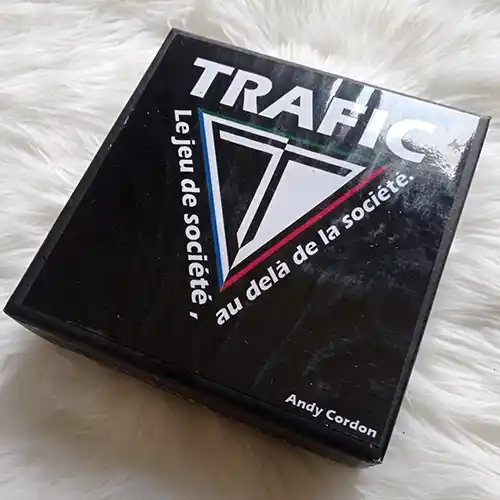 TRAFIC
Le jeu de société,
au delà de la société.
Andy Cordon